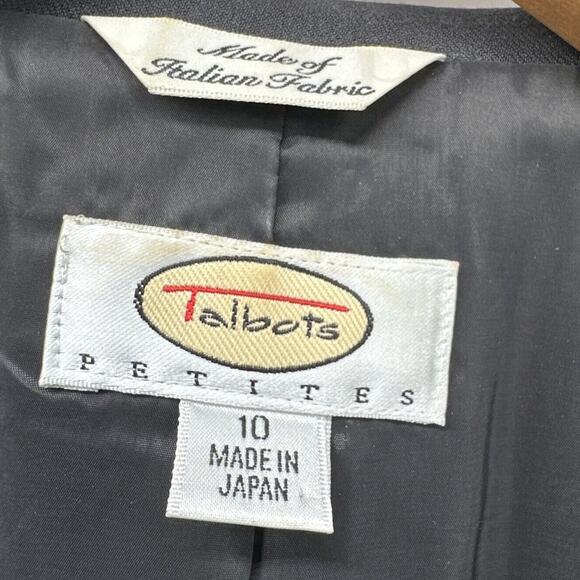 Made of
Italian Fabric
Talbots
PETITES
10
MADE IN
JAPAN